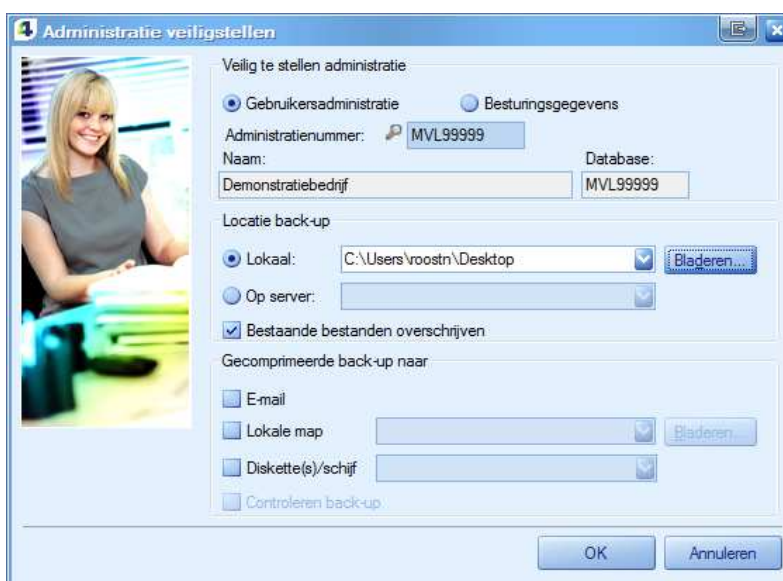 4 Administratie veiligstellen
Veilig te stellen administratie
Gebruikersadministratie Besturingsgegevens
Administratienummer: MVL99999
Naam: Database:
Demonstratiebedrijf MVL99999
Locatie back-up
Lokaal: C:\Users\roostn\Desktop Bladeren...
Op server:
Bestaande bestanden overschrijven
Gecomprimeerde back-up naar
E-mail
Lokale map Bladeren...
Diskette(s)/schijf
Controleren back-up
OK Annuleren